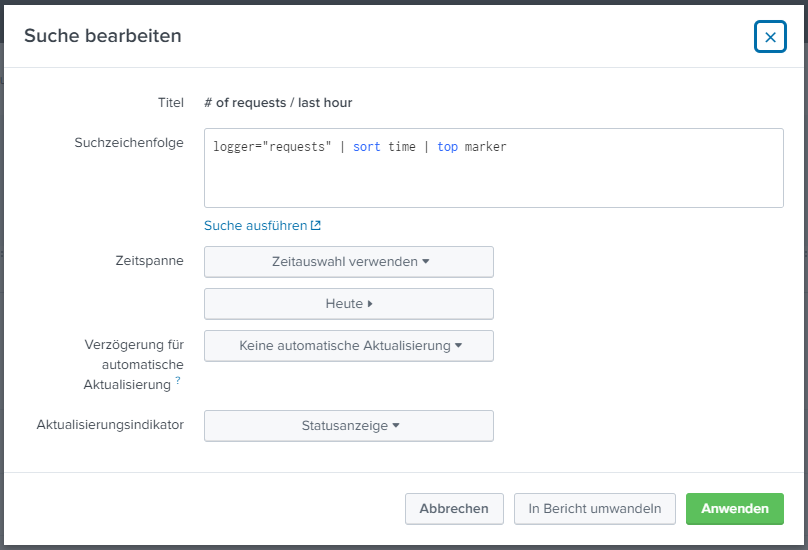 Suche bearbeiten
Titel # of requests / last hour
Suchzeichenfolge
logger="requests" | sort time | top marker
Suche ausführen
Zeitspanne Zeitauswahl verwenden
Heute
Verzögerung für Keine automatische Aktualisierung
automatische
Aktualisierung ?
Aktualisierungsindikator Statusanzeige
Abbrechen In Bericht umwandeln Anwenden